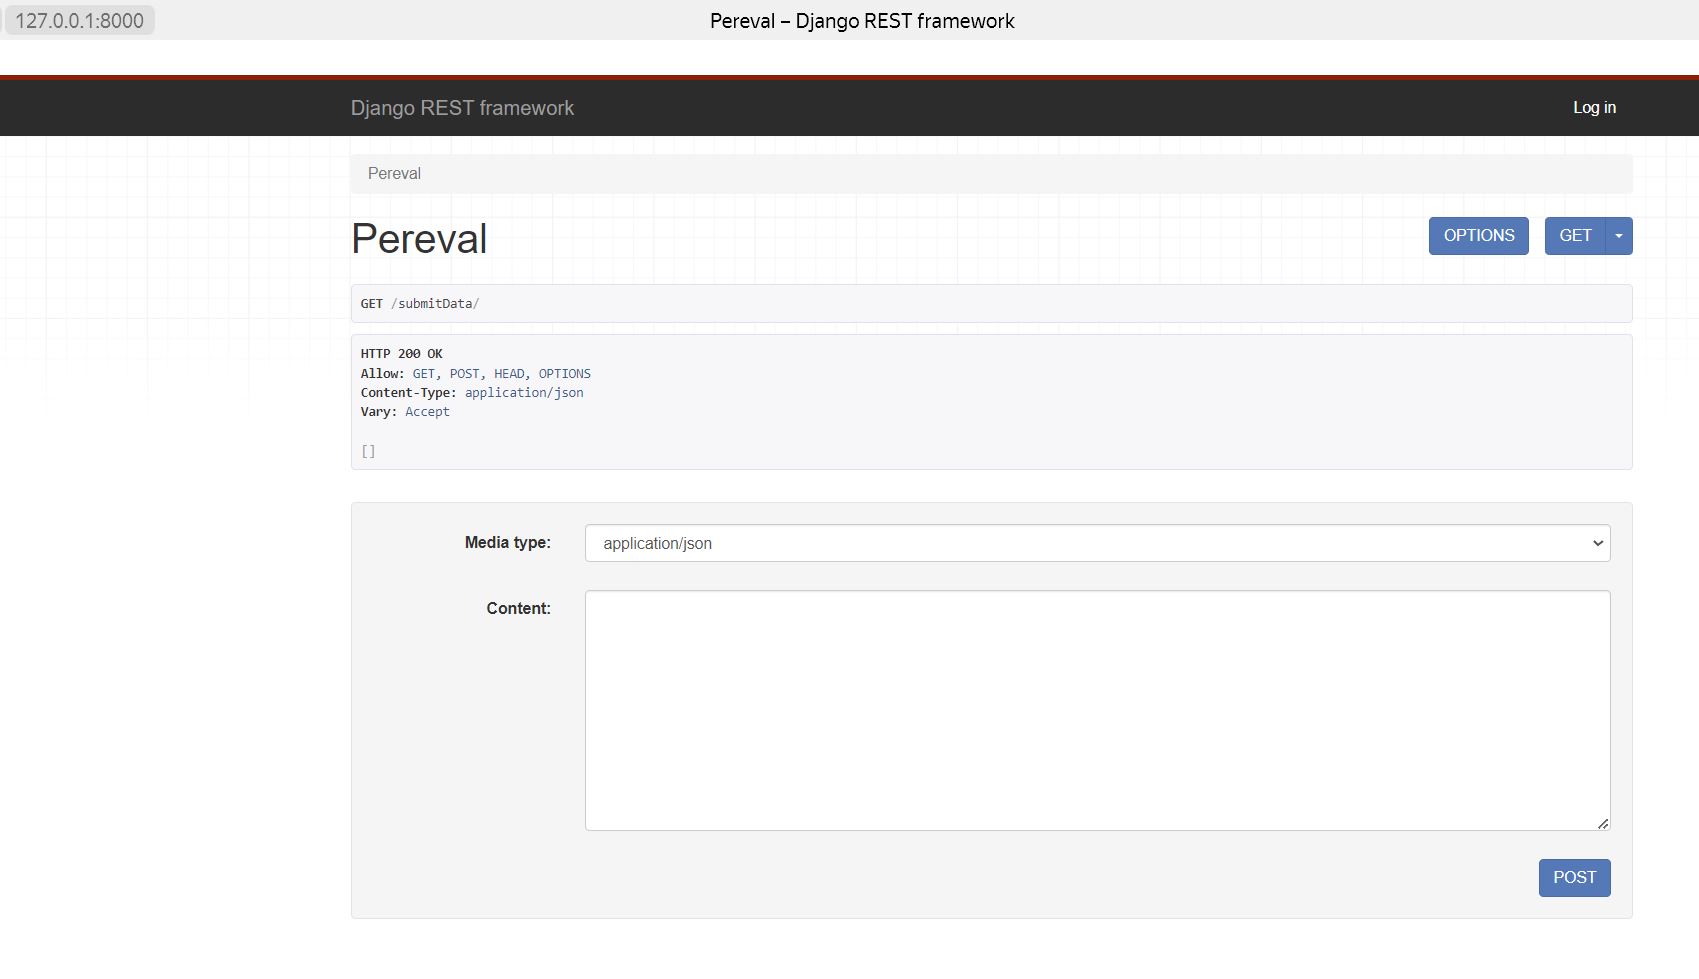 127.0.0.1:8000
Pereval – Django REST framework
Django REST framework
Log in
Pereval
Pereval
OPTIONS
GET
GET /submitData/
HTTP 200 OK
Allow: GET, POST, HEAD, OPTIONS
Content-Type: application/json
Vary: Accept
[]
Media type:
application/json
Content:
POST